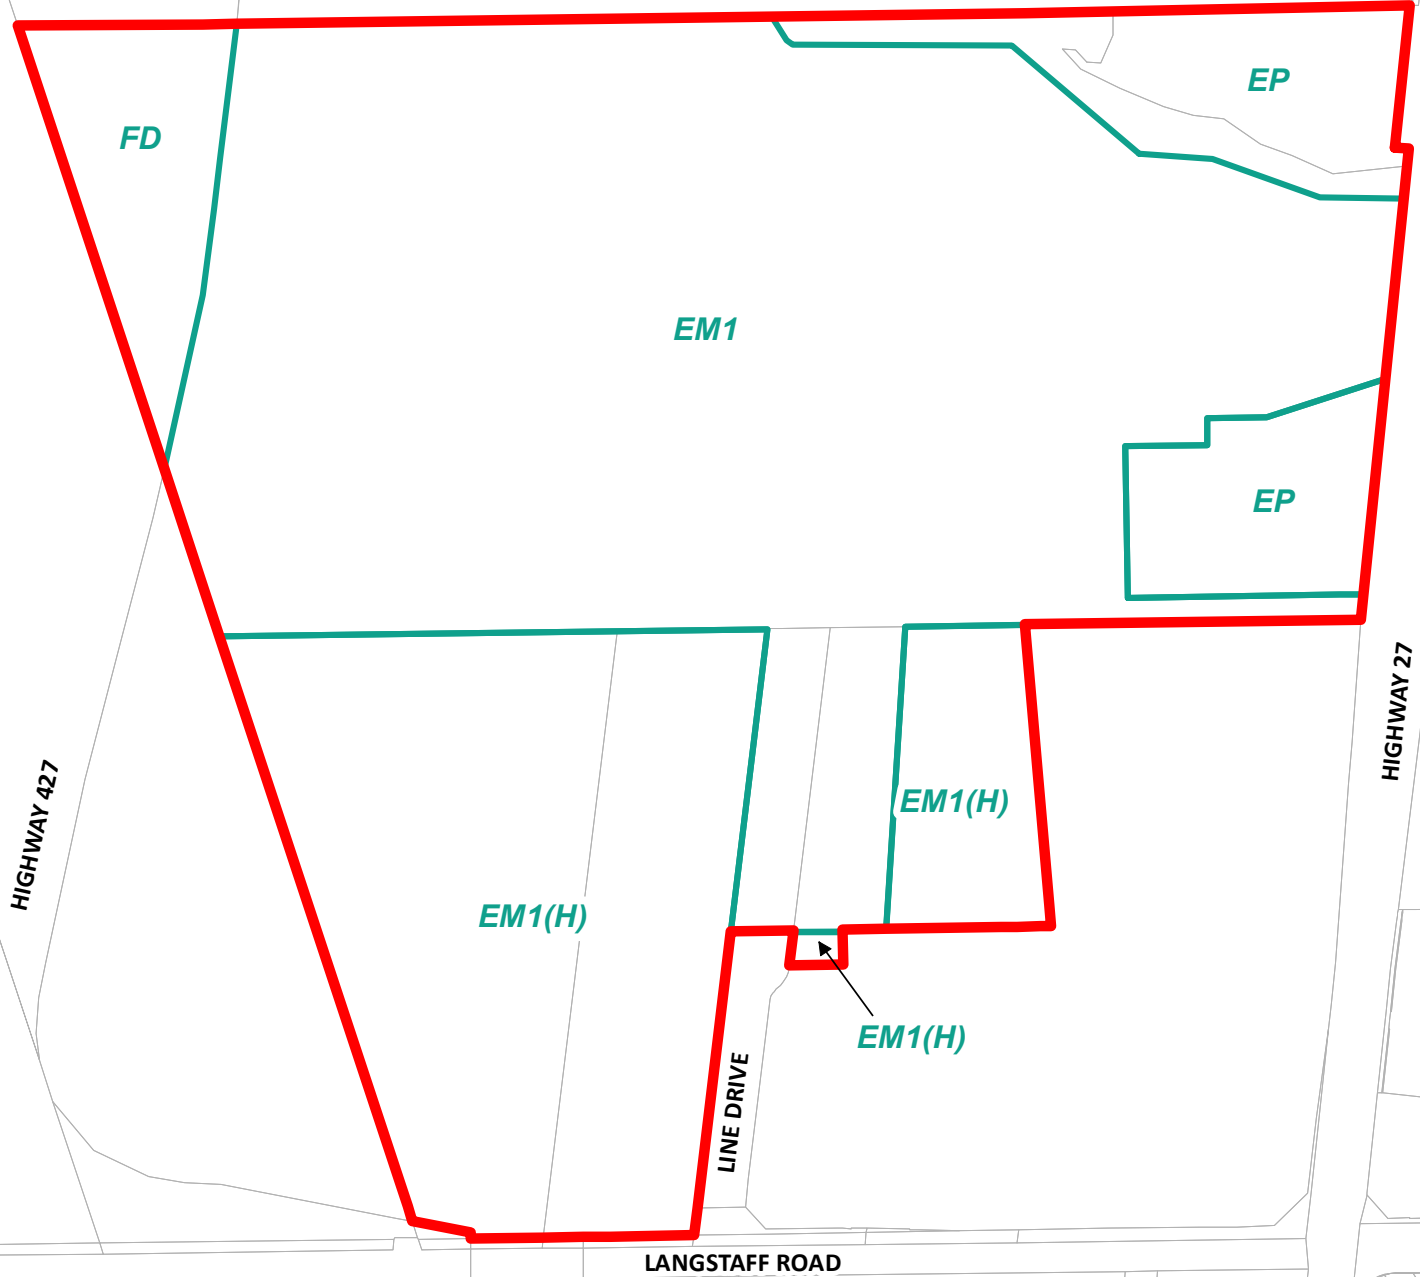 EP
FD
EM1
EP
HIGHWAY 27
EM1(H)
HIGHWAY 427
EM1(H)
EM1(H)
LINE DRIVE
LANGSTAFF ROAD